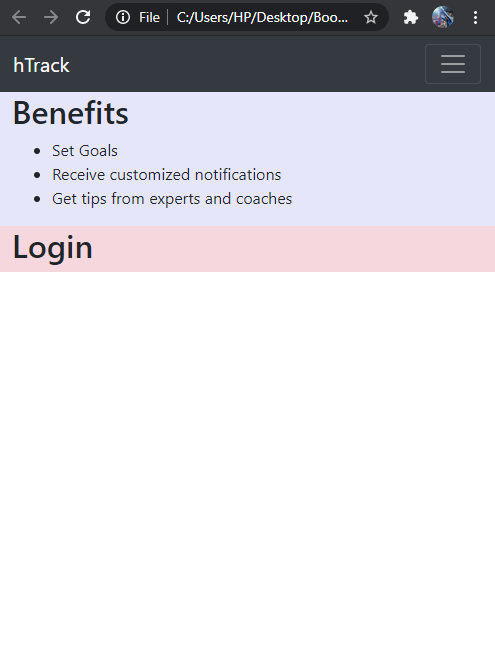 File
C:/Users/HP/Desktop/Boo...
hTrack
Benefits
Set Goals
Receive customized notifications
Get tips from experts and coaches
Login